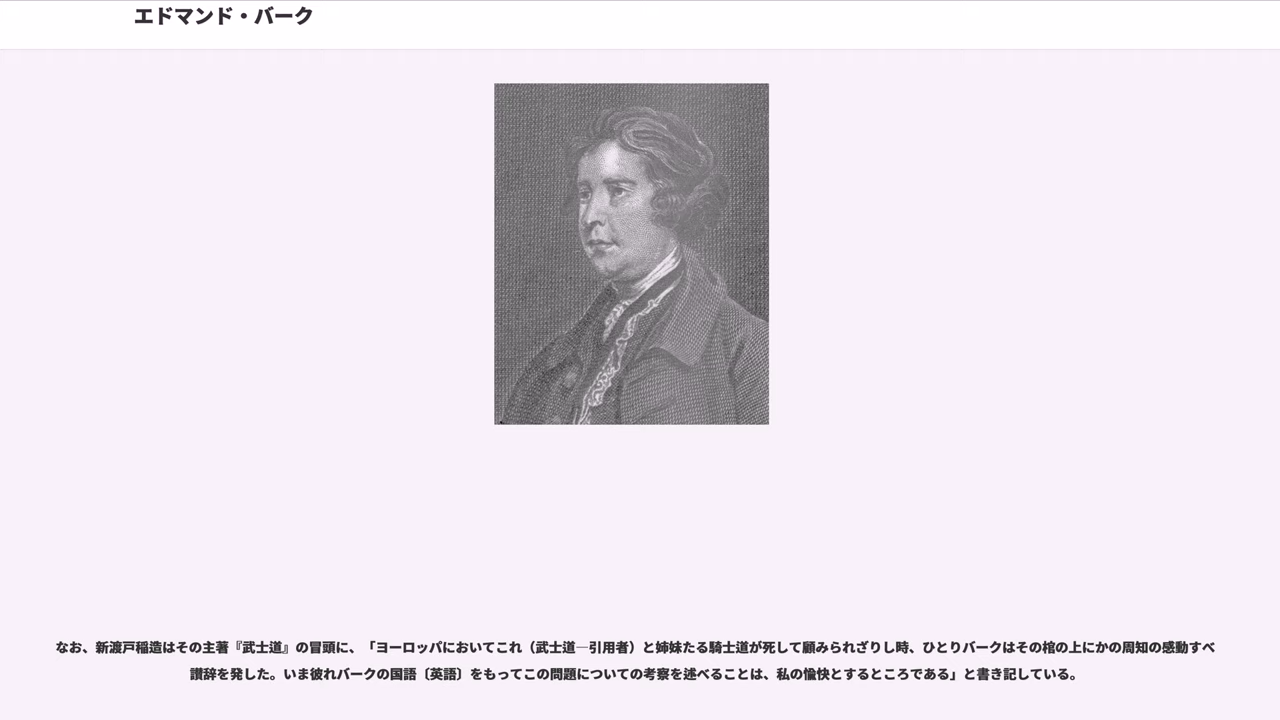 エドマンド・バーク
なお、新渡戸稲造はその主著『武士道』の冒頭に、「ヨーロッパにおいてこれ（武士道―引用者）と姉妹たる騎士道が死して顧みられざりし時、ひとりバークはその棺の上にかの周知の感動すべ
讃辞を発した。いま彼れバークの国語〔英語〕をもってこの問題についての考察を述べることは、私の愉快とするところである」と書き記している。